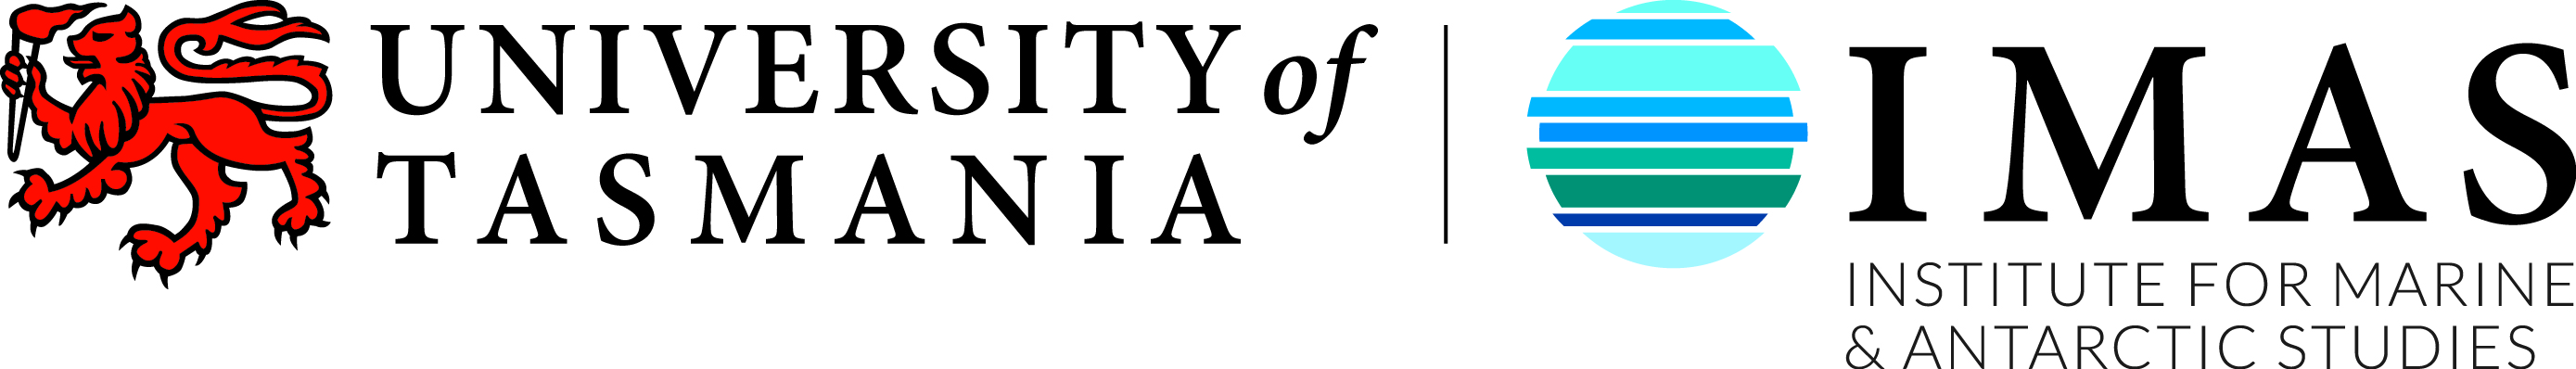 UNIVERSITY of
TASMANIA
IMAS
INSTITUTE FOR MARINE
& ANTARCTIC STUDIES